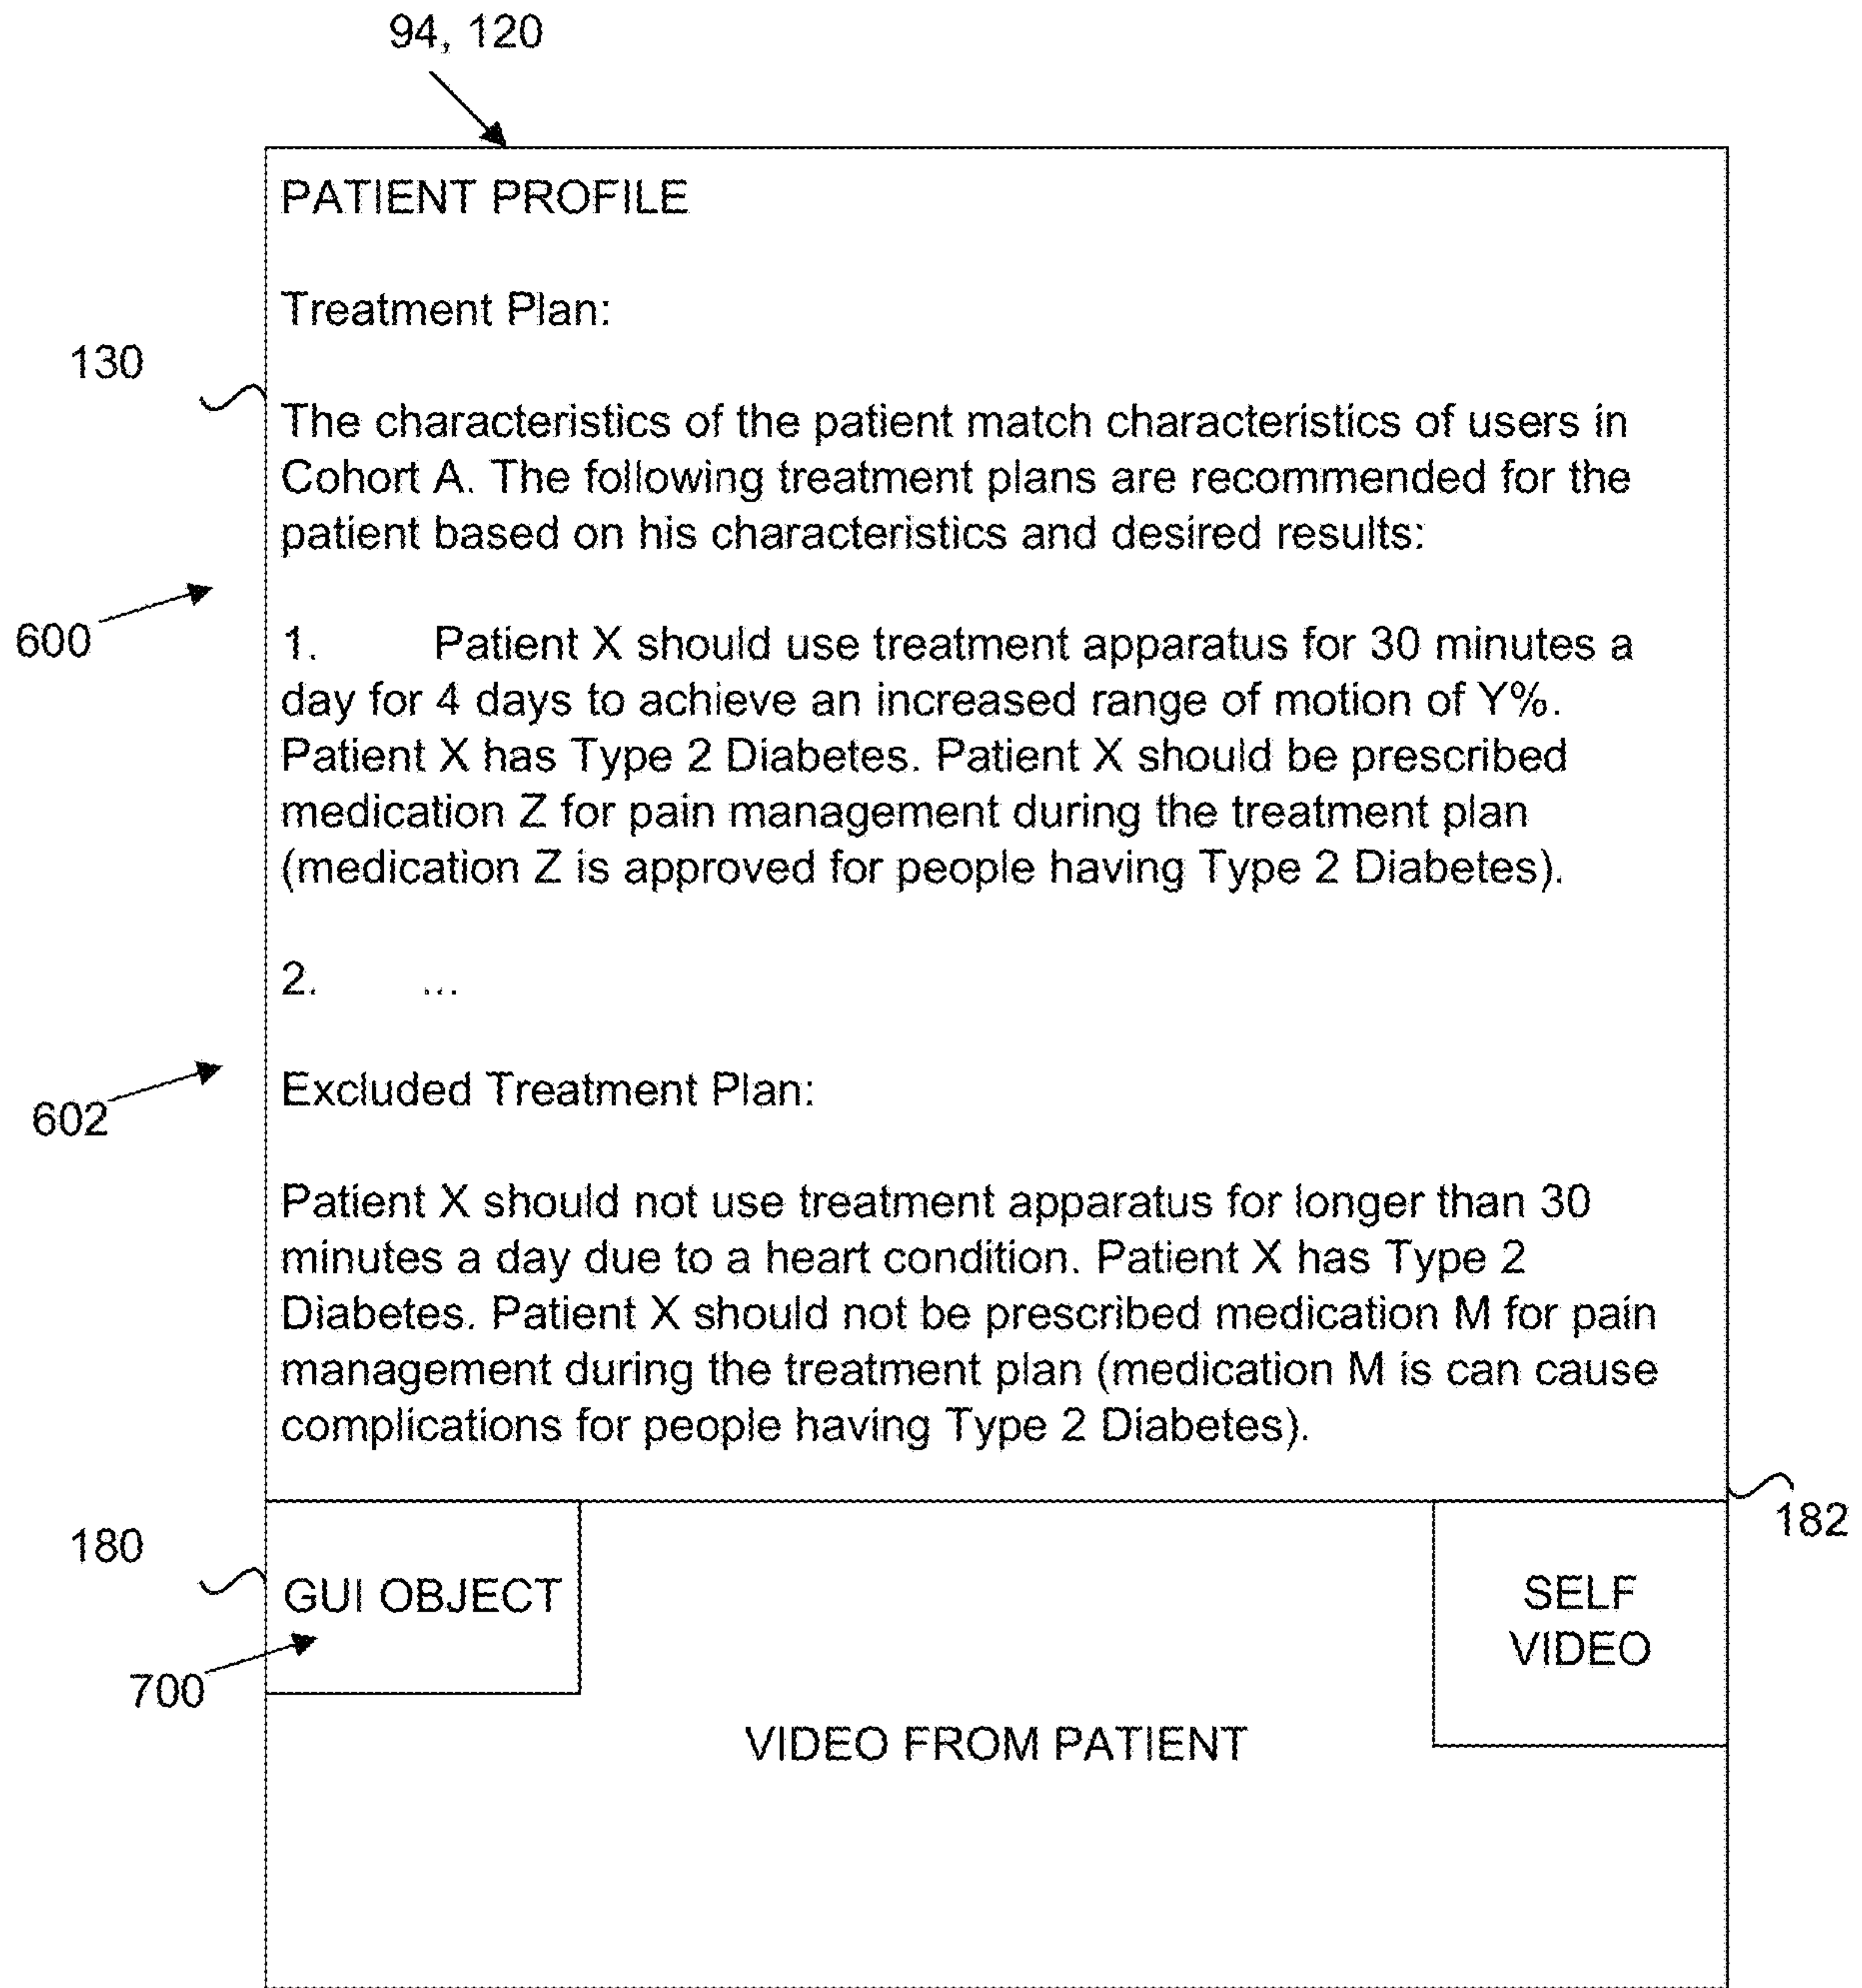 94, 120
PATIENT PROFILE
Treatment Plan:
130
The characteristics of the patient match characteristics of users in
Cohort A. The following treatment plans are recommended for the
patient based on his characteristics and desired results:
600
1. Patient X should use treatment apparatus for 30 minutes a
day for 4 days to achieve an increased range of motion of Y%.
Patient X has Type 2 Diabetes. Patient X should be prescribed
medication Z for pain management during the treatment plan
(medication Z is approved for people having Type 2 Diabetes).
2. ...
602
Excluded Treatment Plan:
Patient X should not use treatment apparatus for longer than 30
minutes a day due to a heart condition. Patient X has Type 2
Diabetes. Patient X should not be prescribed medication M for pain
management during the treatment plan (medication M is can cause
complications for people having Type 2 Diabetes).
182
180
GUI OBJECT
700
SELF
VIDEO
VIDEO FROM PATIENT